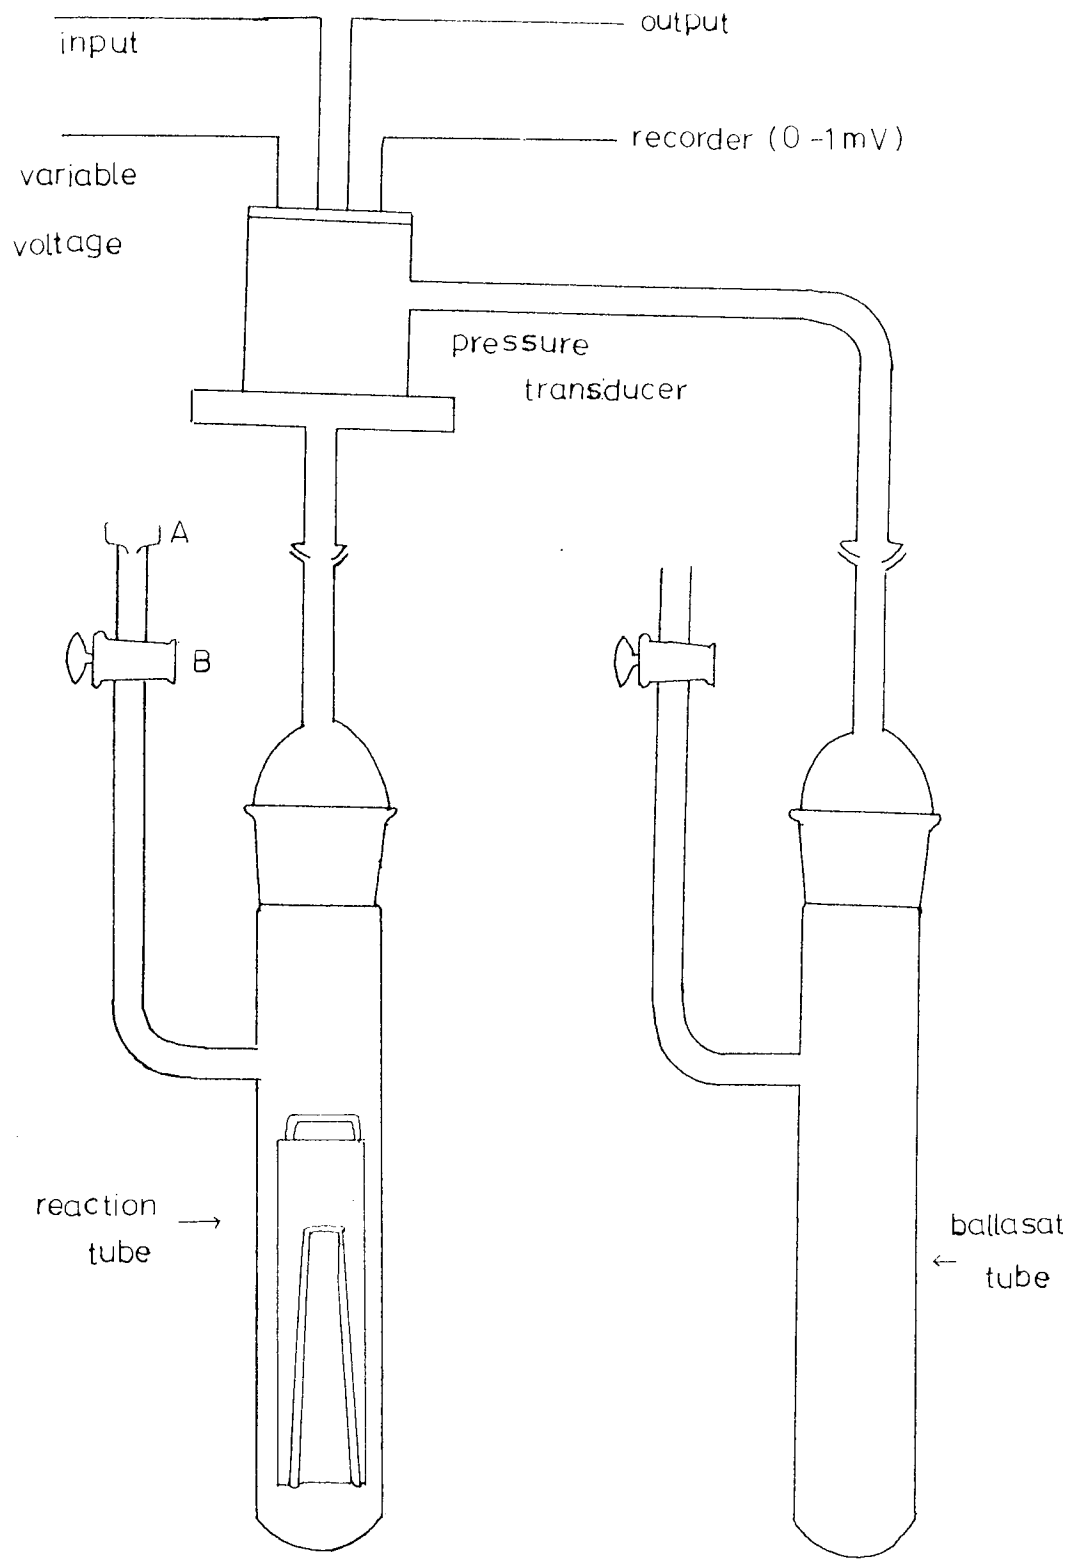 input
output
recorder (0-1mV)
variable
voltage
pressure
transducer
A
B
reaction
tube
ballasat
tube